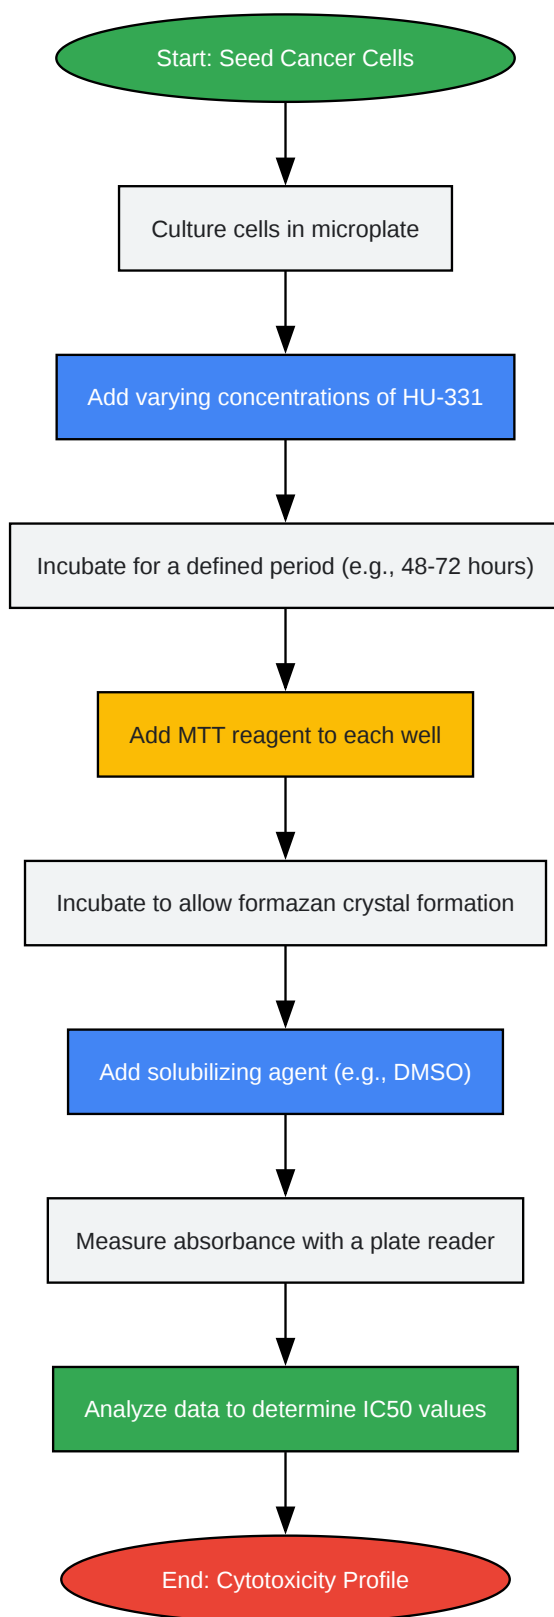 Start: Seed Cancer Cells
Culture cells in microplate
Add varying concentrations of HU-331
Incubate for a defined period (e.g., 48-72 hours)
Add MTT reagent to each well
Incubate to allow formazan crystal formation
Add solubilizing agent (e.g., DMSO)
Measure absorbance with a plate reader
Analyze data to determine IC50 values
End: Cytotoxicity Profile